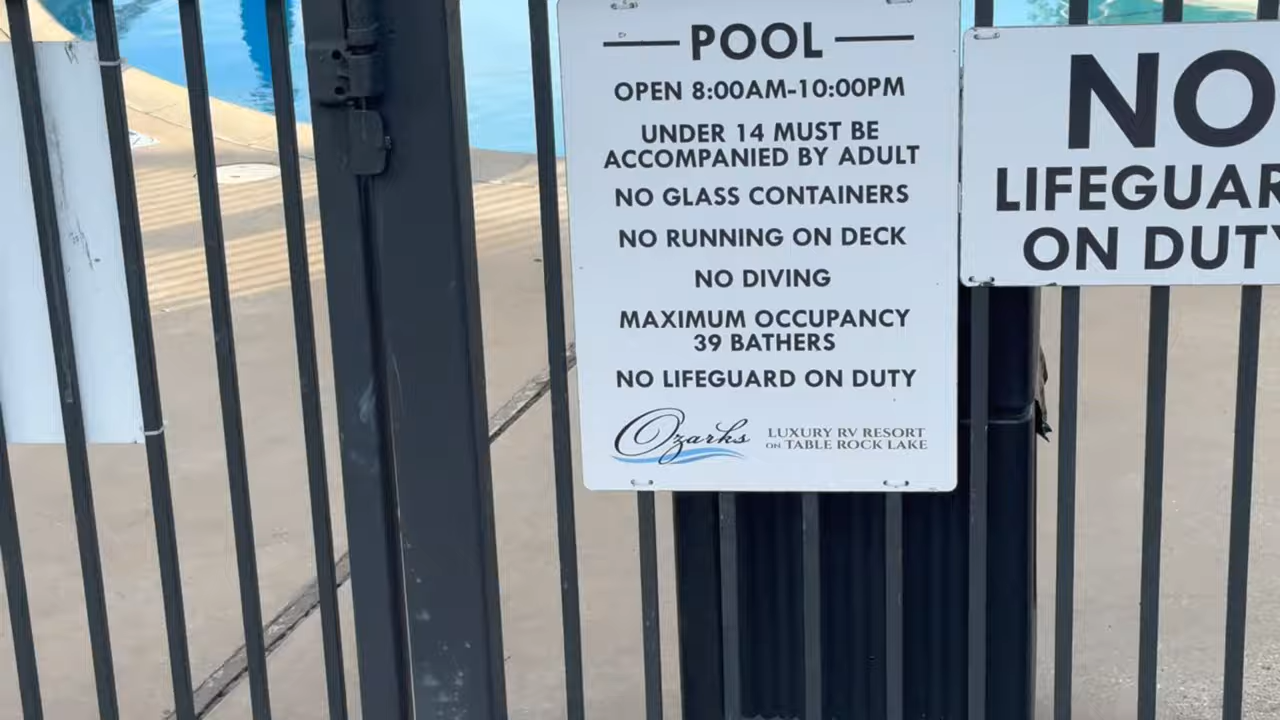 POOL
OPEN 8:00AM-10:00PM
UNDER 14 MUST BE
ACCOMPANIED BY ADULT
NO GLASS CONTAINERS
NO RUNNING ON DECK
NO DIVING
MAXIMUM OCCUPANCY
39 BATHERS
NO LIFEGUARD ON DUTY
Ozarks
LUXURY RV RESORT
ON TABLE ROCK LAKE
NO
LIFEGUAR
ON DUTY